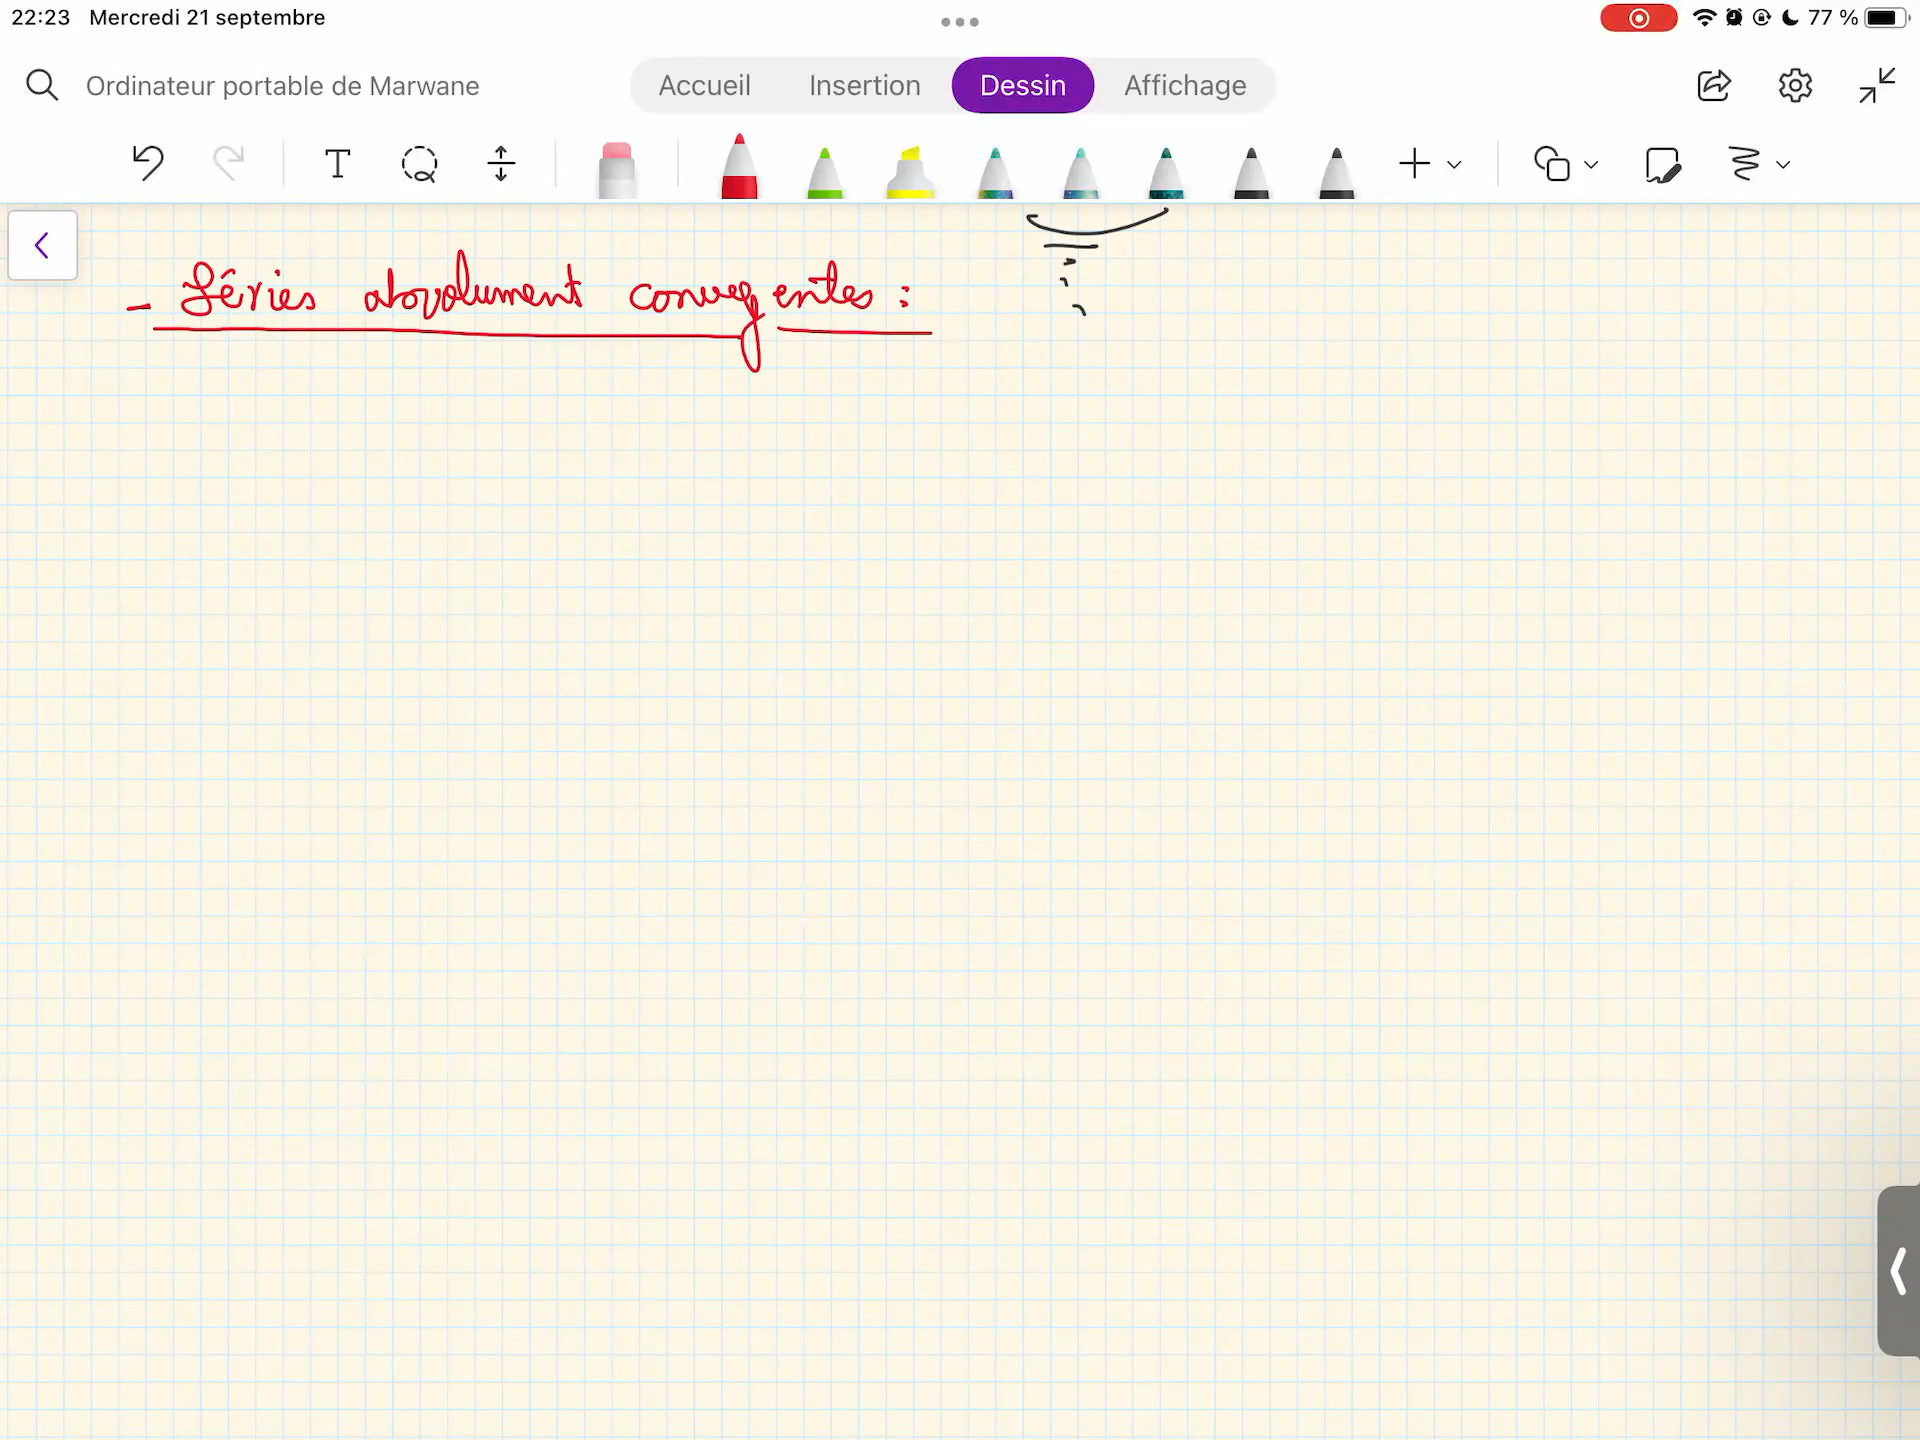 22:23 Mercredi 21 septembre 77 %
Ordinateur portable de Marwane Accueil Insertion Dessin Affichage
T
- Séries absolument convergentes :